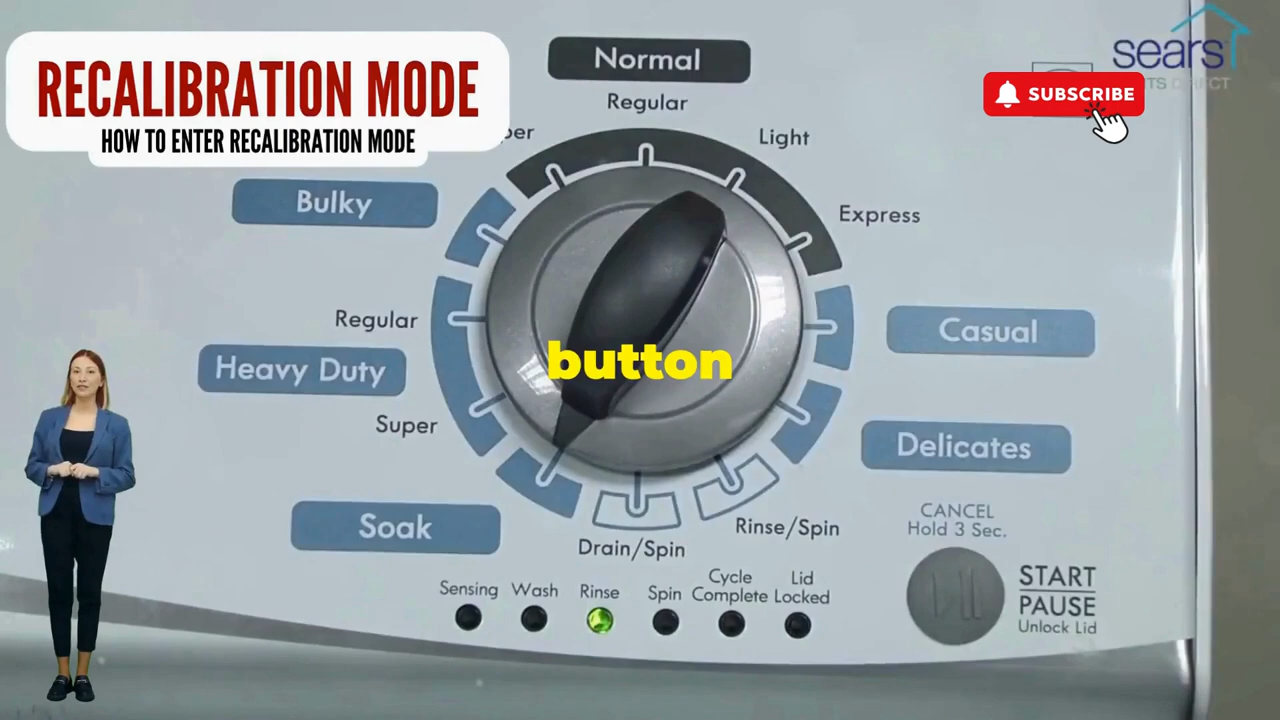 RECALIBRATION MODE
HOW TO ENTER RECALIBRATION MODE
sears
SUBSCRIBE
Normal
Regular
Light
Express
Bulky
Regular
Heavy Duty
Super
button
Casual
Delicates
Soak
Drain/Spin
Rinse/Spin
CANCEL
Hold 3 Sec.
Sensing
Wash
Rinse
Spin
Cycle
Complete
Lid
Locked
START
PAUSE
Unlock Lid